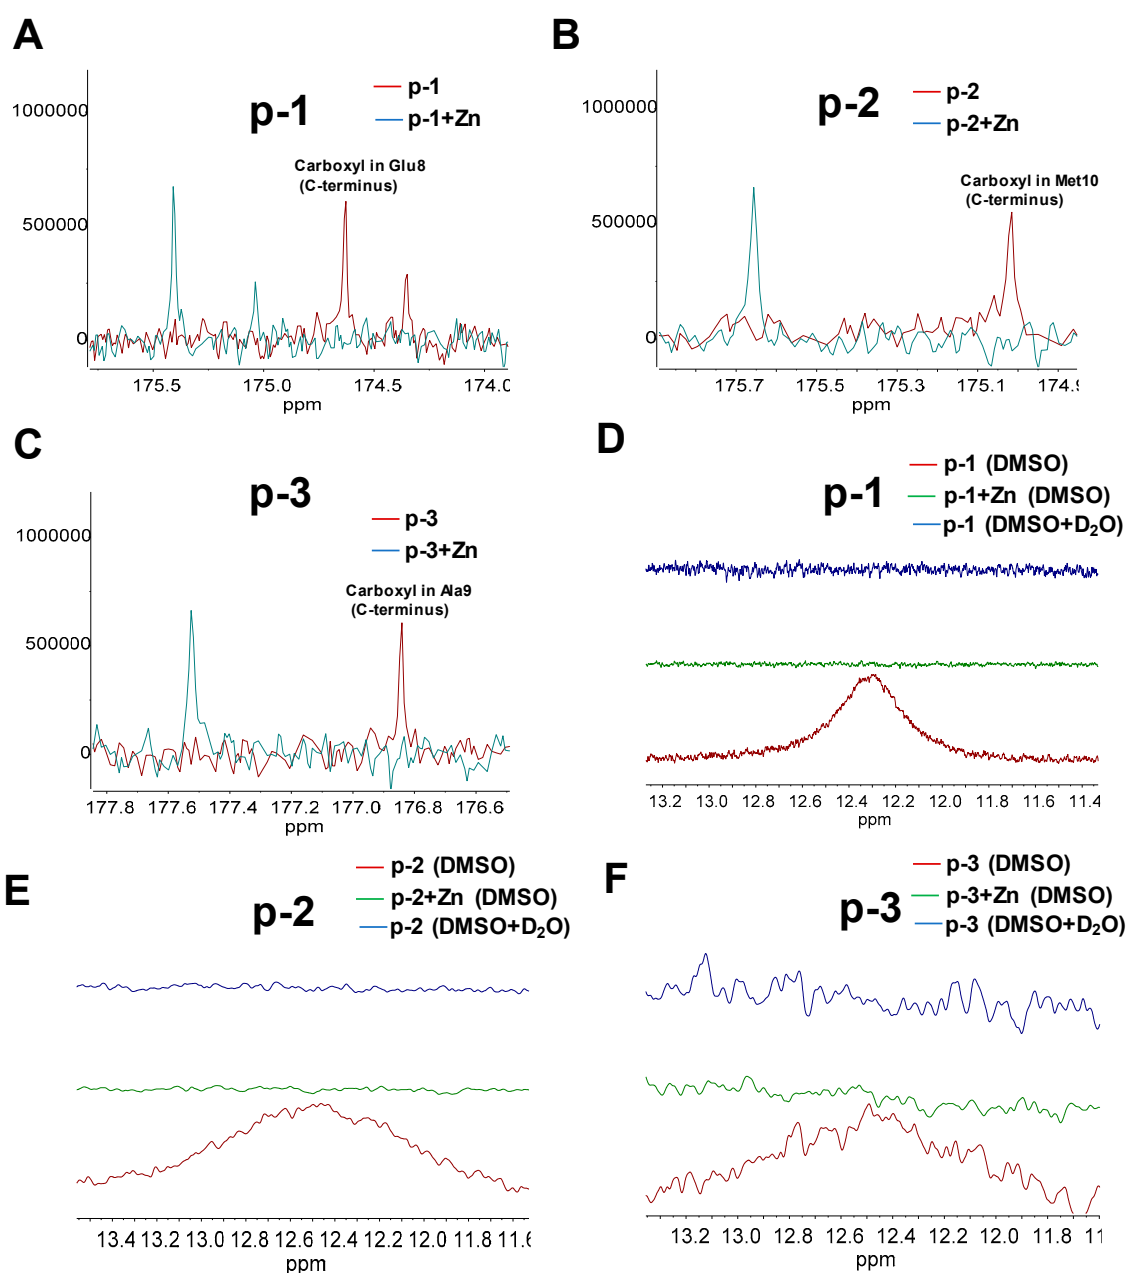 A
p-1
p-1
p-1+Zn
Carboxyl in Glu8
(C-terminus)
1000000
500000
0
175.5 175.0 174.5 174.0
ppm
B
p-2
p-2
p-2+Zn
Carboxyl in Met10
(C-terminus)
1000000
500000
0
175.7 175.5 175.3 175.1 174.9
ppm
C
p-3
p-3
p-3+Zn
Carboxyl in Ala9
(C-terminus)
1000000
500000
0
177.8 177.6 177.4 177.2 177.0 176.8 176.6
ppm
D
p-1
p-1 (DMSO)
p-1+Zn (DMSO)
p-1 (DMSO+D₂O)
13.2 13.0 12.8 12.6 12.4 12.2 12.0 11.8 11.6 11.4
ppm
E
p-2
p-2 (DMSO)
p-2+Zn (DMSO)
p-2 (DMSO+D₂O)
13.4 13.2 13.0 12.8 12.6 12.4 12.2 12.0 11.8 11.6
ppm
F
p-3
p-3 (DMSO)
p-3+Zn (DMSO)
p-3 (DMSO+D₂O)
13.2 13.0 12.8 12.6 12.4 12.2 12.0 11.8 11
ppm